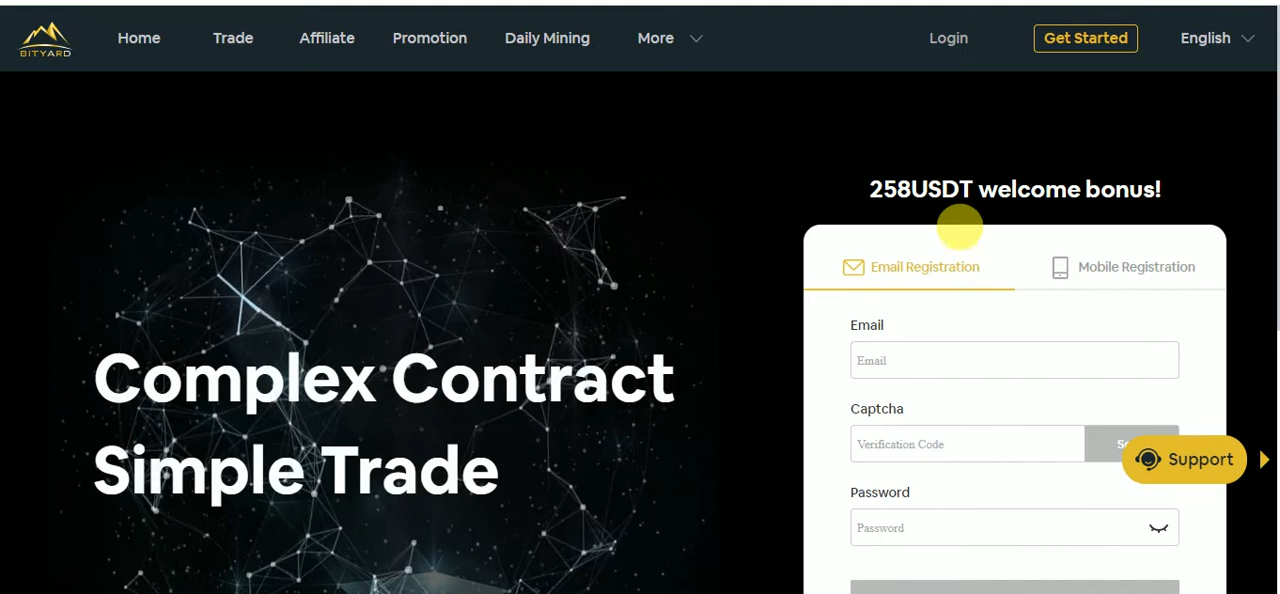 BITYARD
Home Trade Affiliate Promotion Daily Mining More Login Get Started English
258USDT welcome bonus!
Email Registration Mobile Registration
Complex Contract
Simple Trade
Email
Email
Captcha
Verification Code
Support
Password
Password